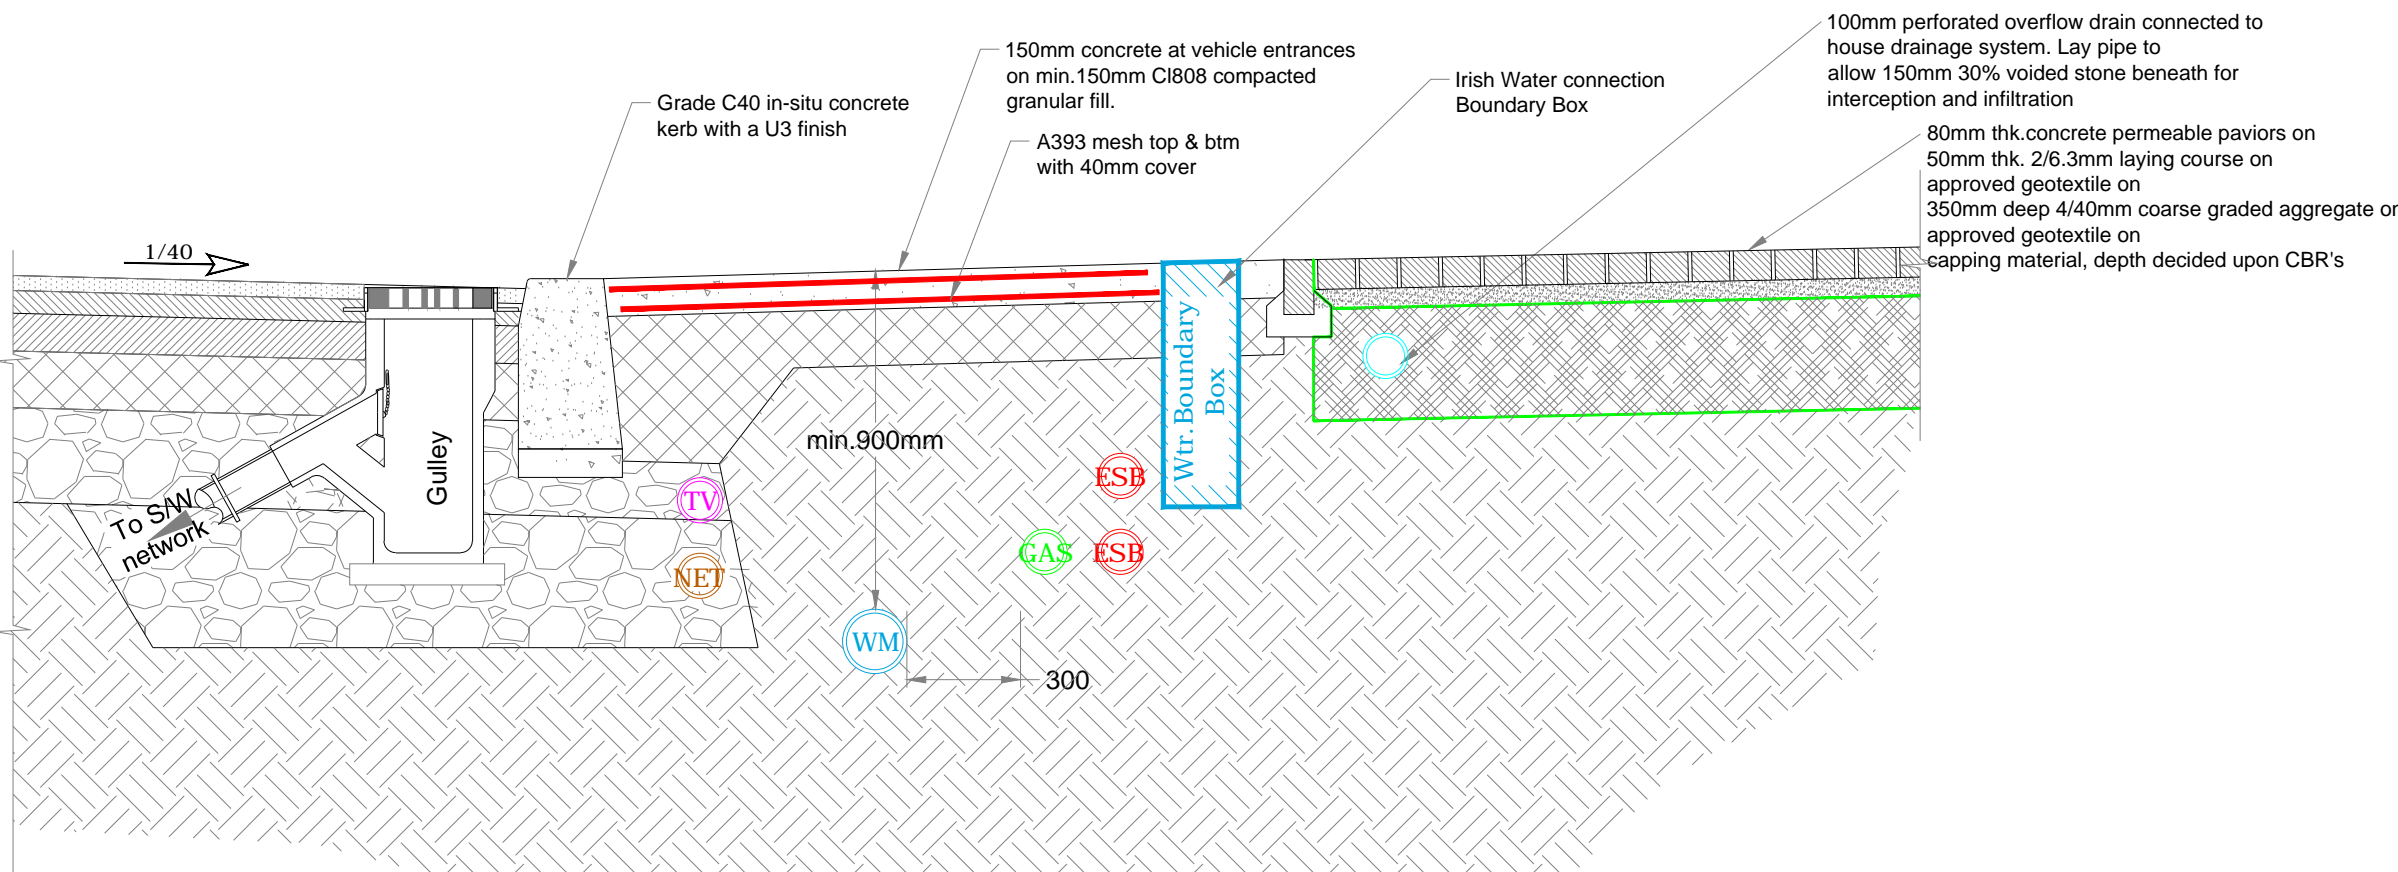 100mm perforated overflow drain connected to
house drainage system. Lay pipe to
allow 150mm 30% voided stone beneath for
interception and infiltration
150mm concrete at vehicle entrances
on min.150mm Cl808 compacted
granular fill.
Irish Water connection
Boundary Box
Grade C40 in-situ concrete
kerb with a U3 finish
A393 mesh top & btm
with 40mm cover
80mm thk.concrete permeable paviors on
50mm thk. 2/6.3mm laying course on
approved geotextile on
350mm deep 4/40mm coarse graded aggregate on
approved geotextile on
capping material, depth decided upon CBR's
1/40
Wtr.Boundary
Box
min.900mm
Gulley
To S/W
network
TV
NET
ESB
GAS
ESB
WM
300